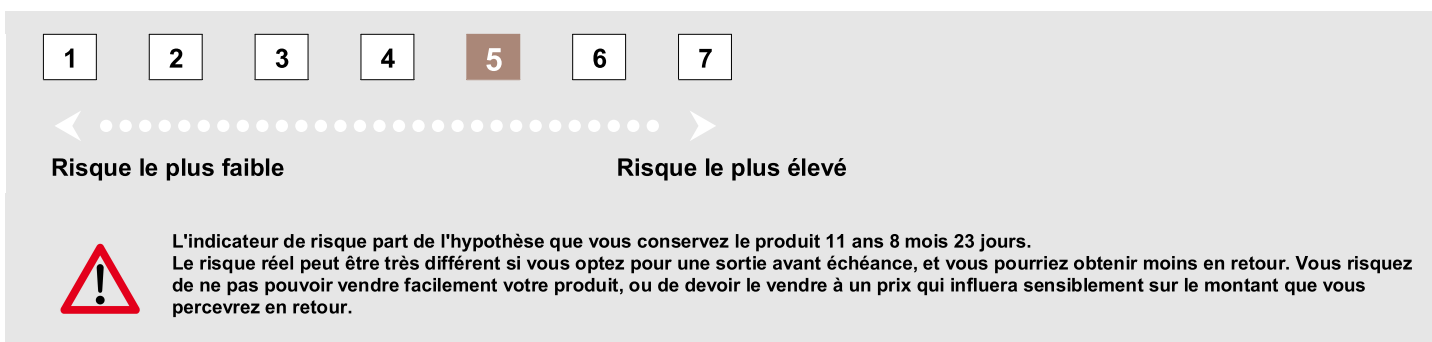 1 2 3 4 5 6 7
Risque le plus faible Risque le plus élevé
L'indicateur de risque part de l'hypothèse que vous conservez le produit 11 ans 8 mois 23 jours.
Le risque réel peut être très différent si vous optez pour une sortie avant échéance, et vous pourriez obtenir moins en retour. Vous risquez
de ne pas pouvoir vendre facilement votre produit, ou de devoir le vendre à un prix qui influera sensiblement sur le montant que vous
percevrez en retour.